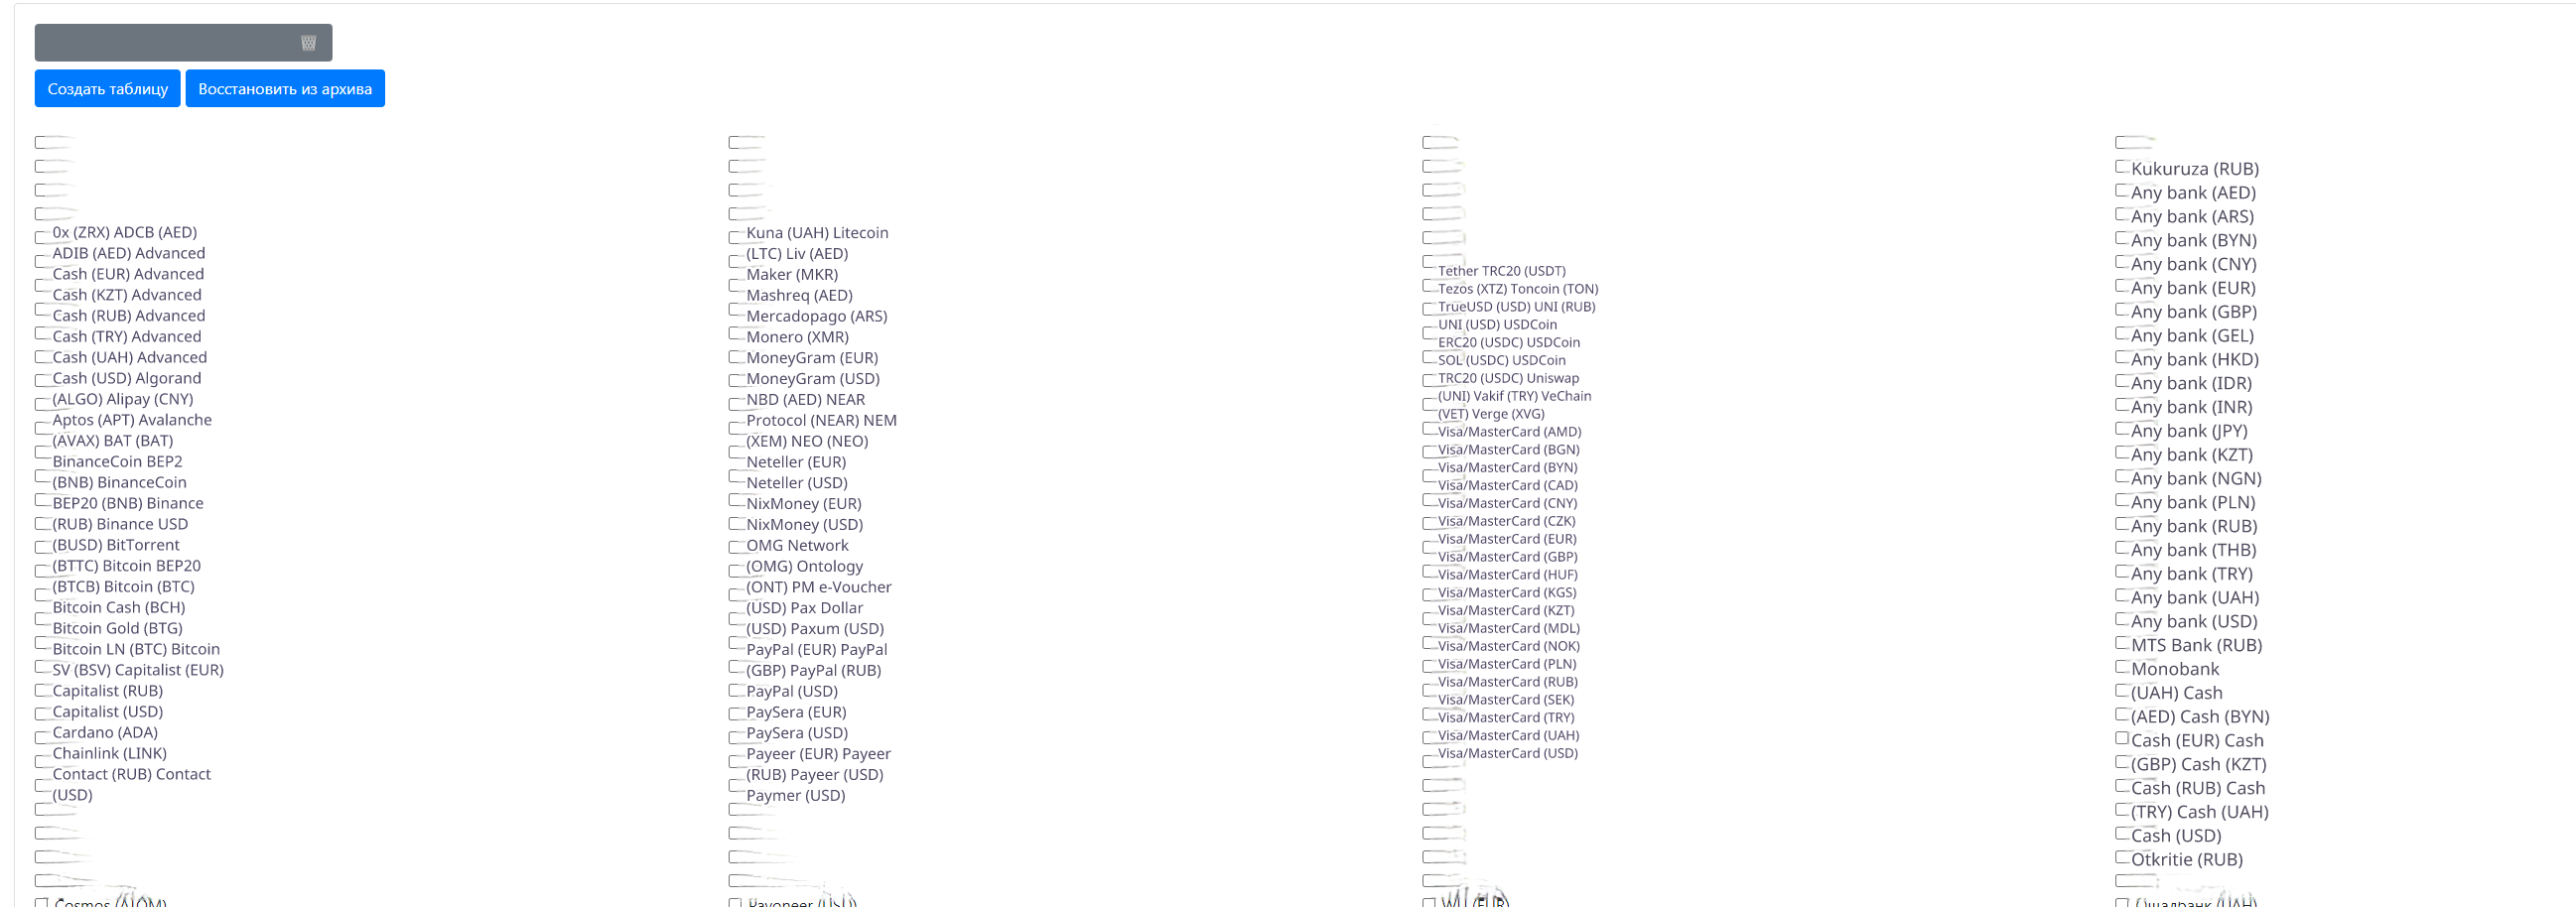 Создать таблицу
Восстановить из архива
0x (ZRX) ADCB (AED)
ADIB (AED) Advanced
Cash (EUR) Advanced
Cash (KZT) Advanced
Cash (RUB) Advanced
Cash (TRY) Advanced
Cash (UAH) Advanced
Cash (USD) Algorand
(ALGO) Alipay (CNY)
Aptos (APT) Avalanche
(AVAX) BAT (BAT)
BinanceCoin BEP2
(BNB) BinanceCoin
BEP20 (BNB) Binance
(RUB) Binance USD
(BUSD) BitTorrent
(BTTC) Bitcoin BEP20
(BTCB) Bitcoin (BTC)
Bitcoin Cash (BCH)
Bitcoin Gold (BTG)
Bitcoin LN (BTC) Bitcoin
SV (BSV) Capitalist (EUR)
Capitalist (RUB)
Capitalist (USD)
Cardano (ADA)
Chainlink (LINK)
Contact (RUB) Contact
(USD)
Cosmos (ATOM)
Kuna (UAH) Litecoin
(LTC) Liv (AED)
Maker (MKR)
Mashreq (AED)
Mercadopago (ARS)
Monero (XMR)
MoneyGram (EUR)
MoneyGram (USD)
NBD (AED) NEAR
Protocol (NEAR) NEM
(XEM) NEO (NEO)
Neteller (EUR)
Neteller (USD)
NixMoney (EUR)
NixMoney (USD)
OMG Network
(OMG) Ontology
(ONT) PM e-Voucher
(USD) Pax Dollar
(USD) Paxum (USD)
PayPal (EUR) PayPal
(GBP) PayPal (RUB)
PayPal (USD)
PaySera (EUR)
PaySera (USD)
Payeer (EUR) Payeer
(RUB) Payeer (USD)
Paymer (USD)
Payoneer (USD)
Tether TRC20 (USDT)
Tezos (XTZ) Toncoin (TON)
TrueUSD (USD) UNI (RUB)
UNI (USD) USDCoin
ERC20 (USDC) USDCoin
SOL (USDC) USDCoin
TRC20 (USDC) Uniswap
(UNI) Vakif (TRY) VeChain
(VET) Verge (XVG)
Visa/MasterCard (AMD)
Visa/MasterCard (BGN)
Visa/MasterCard (BYN)
Visa/MasterCard (CAD)
Visa/MasterCard (CNY)
Visa/MasterCard (CZK)
Visa/MasterCard (EUR)
Visa/MasterCard (GBP)
Visa/MasterCard (HUF)
Visa/MasterCard (KGS)
Visa/MasterCard (KZT)
Visa/MasterCard (MDL)
Visa/MasterCard (NOK)
Visa/MasterCard (PLN)
Visa/MasterCard (RUB)
Visa/MasterCard (SEK)
Visa/MasterCard (TRY)
Visa/MasterCard (UAH)
Visa/MasterCard (USD)
WU (EUR)
Kukuruza (RUB)
Any bank (AED)
Any bank (ARS)
Any bank (BYN)
Any bank (CNY)
Any bank (EUR)
Any bank (GBP)
Any bank (GEL)
Any bank (HKD)
Any bank (IDR)
Any bank (INR)
Any bank (JPY)
Any bank (KZT)
Any bank (NGN)
Any bank (PLN)
Any bank (RUB)
Any bank (THB)
Any bank (TRY)
Any bank (UAH)
Any bank (USD)
MTS Bank (RUB)
Monobank
(UAH) Cash
(AED) Cash (BYN)
Cash (EUR) Cash
(GBP) Cash (KZT)
Cash (RUB) Cash
(TRY) Cash (UAH)
Cash (USD)
Otkritie (RUB)
Ощадбанк (UAH)